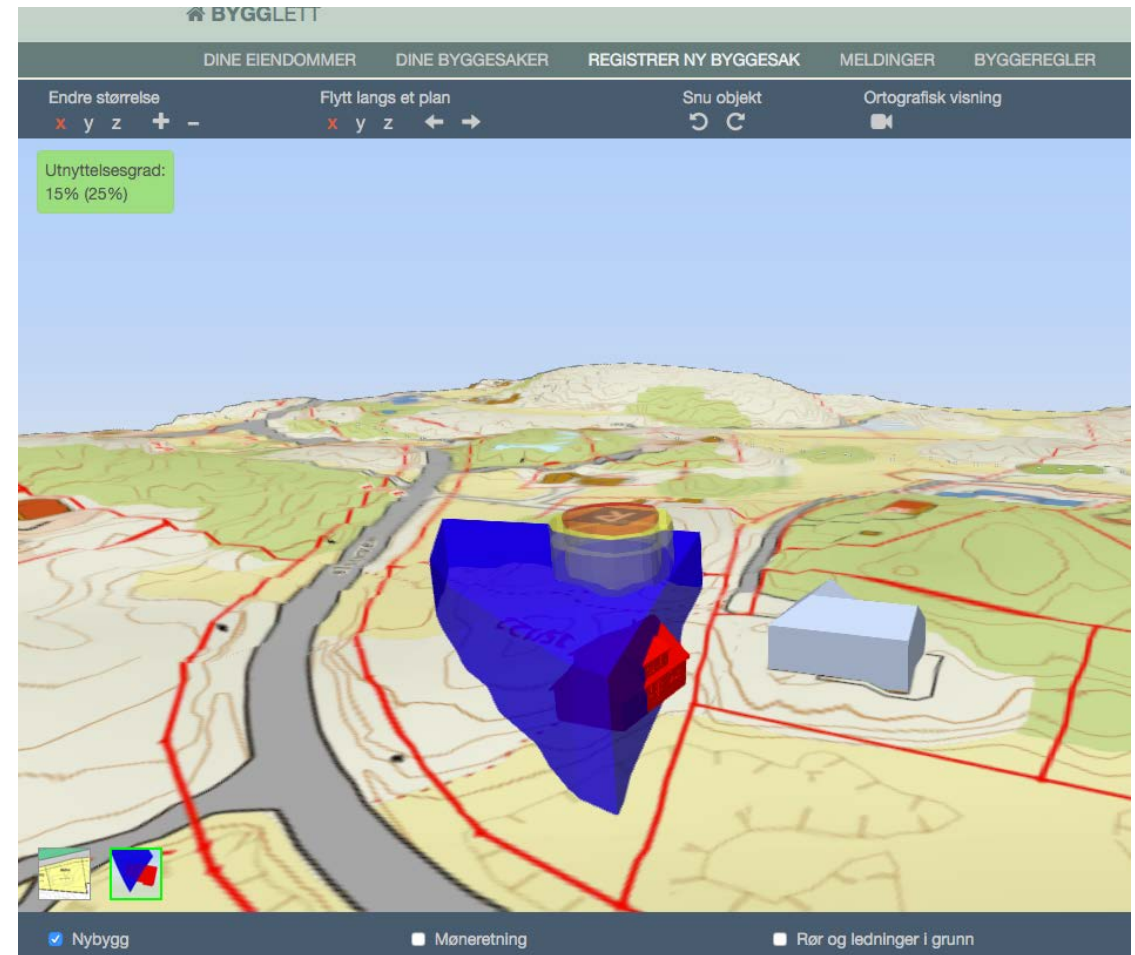 BYGGLETT
DINE EIENDOMMER DINE BYGGESAKER REGISTRER NY BYGGESAK MELDINGER BYGGEREGLER
Endre størrelse Flytt langs et plan Snu objekt Ortografisk visning
x y z + – x y z ← →
Utnyttelsesgrad:
15% (25%)
Nybygg Møneretning Rør og ledninger i grunn